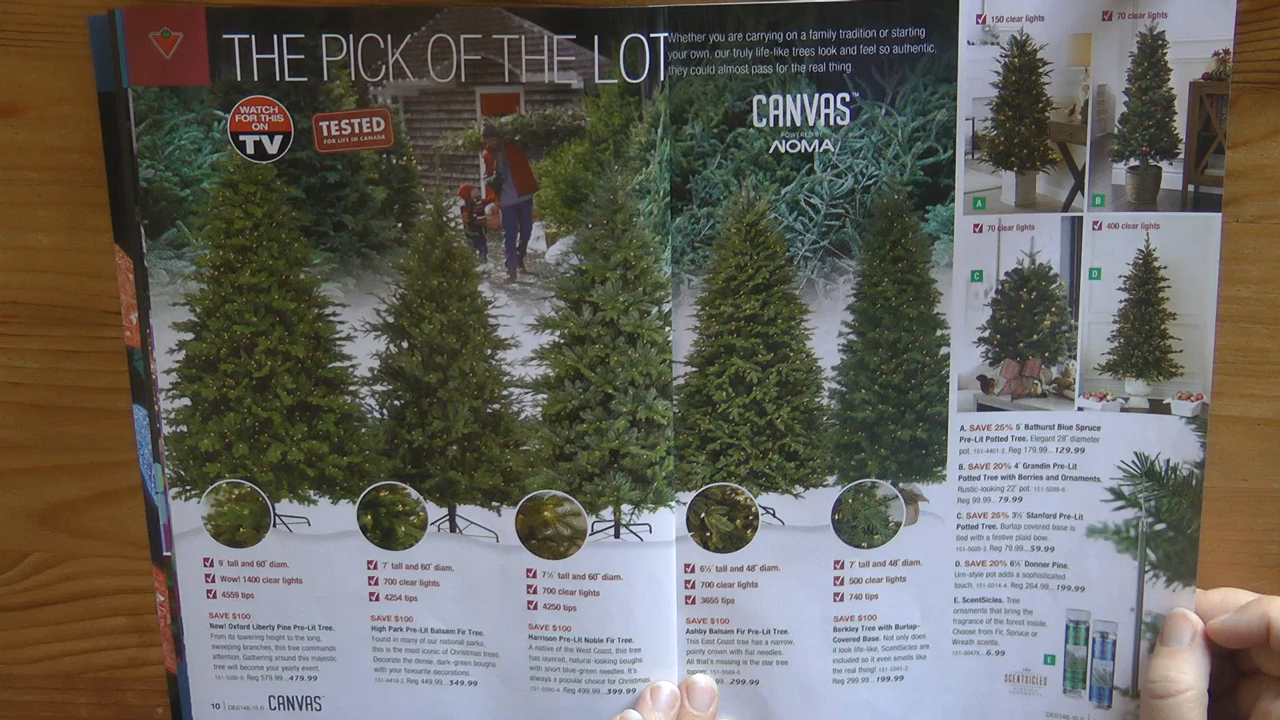 THE PICK OF THE LOT
Whether you are carrying on a family tradition or starting
your own, our truly life-like trees look and feel so authentic,
they could almost pass for the real thing.
WATCH
FOR THIS
ON
TV
TESTED
FOR LIFE IN CANADA
CANVAS™
POWERED BY
NOMA
9' tall and 60" diam.
Wow! 1400 clear lights
4559 tips
SAVE $100
New! Oxford Liberty Pine Pre-Lit Tree.
From its towering height to the long,
sweeping branches, this tree commands
attention. Gathering around this majestic
tree will become your yearly event.
Reg 579.99... 479.99
7' tall and 60" diam.
700 clear lights
4254 tips
SAVE $100
High Park Pre-Lit Balsam Fir Tree.
Found in many of our national parks,
this is the most iconic of Christmas trees.
Decorate the dense, dark-green boughs
with your favourite decorations.
Reg 449.99... 349.99
7½' tall and 60" diam.
700 clear lights
4250 tips
SAVE $100
Harrison Pre-Lit Noble Fir Tree.
A native of the West Coast, this tree
has layered, natural-looking boughs
with short blue-green needles. It's
always a popular choice for Christmas.
Reg 499.99... 399.99
6½' tall and 48" diam.
700 clear lights
3655 tips
SAVE $100
Ashby Balsam Fir Pre-Lit Tree.
This East Coast tree has a narrow,
pointy crown with flat needles.
All that's missing is the star tree
topper.
299.99
7' tall and 48" diam.
500 clear lights
740 tips
SAVE $100
Berkley Tree with Burlap-
Covered Base. Not only does
it look life-like, ScentSicles are
included so it even smells like
the real thing!
Reg 299.99... 199.99
10
CANVAS
150 clear lights
A
70 clear lights
B
70 clear lights
C
400 clear lights
D
A. SAVE 25% 5' Bathurst Blue Spruce
Pre-Lit Potted Tree. Elegant 28" diameter
pot. 151-4401-2. Reg 179.99... 129.99
B. SAVE 20% 4' Grandin Pre-Lit
Potted Tree with Berries and Ornaments.
Rustic-looking 22" pot.
Reg 99.99... 79.99
C. SAVE 25% 3½' Stanford Pre-Lit
Potted Tree. Burlap covered base is
tied with a festive plaid bow.
Reg 79.99... 59.99
D. SAVE 20% 6½' Donner Pine.
Urn-style pot adds a sophisticated
touch. Reg 264.99... 199.99
E. ScentSicles. Tree
ornaments that bring the
fragrance of the forest inside.
Choose from Fir, Spruce or
Wreath scents.
6.99
E
SCENTSICLES